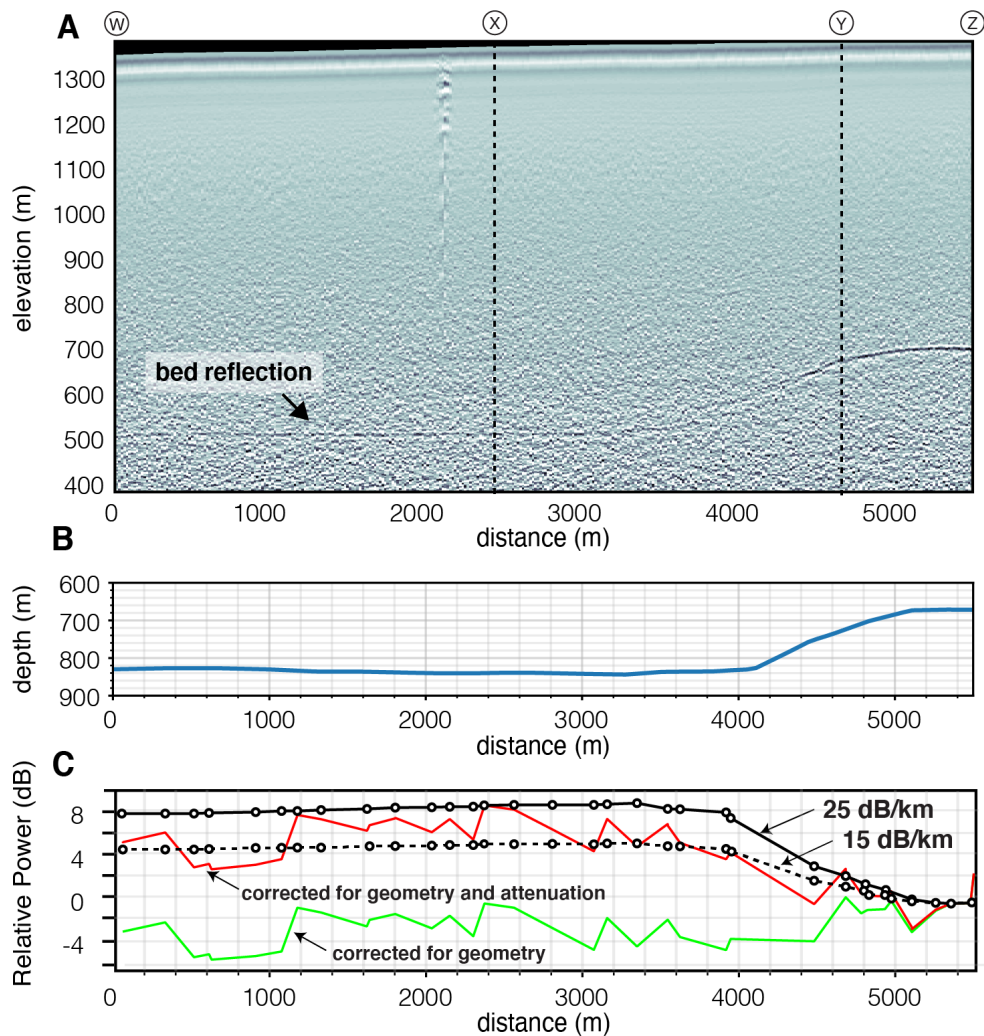 A
W X Y Z
1300
1200
1100
1000
900
800
700
600
500
400
elevation (m)
bed reflection
0 1000 2000 3000 4000 5000
distance (m)
B
600
700
800
900
depth (m)
0 1000 2000 3000 4000 5000
distance (m)
C
8
4
0
-4
Relative Power (dB)
25 dB/km
15 dB/km
corrected for geometry and attenuation
corrected for geometry
0 1000 2000 3000 4000 5000
distance (m)